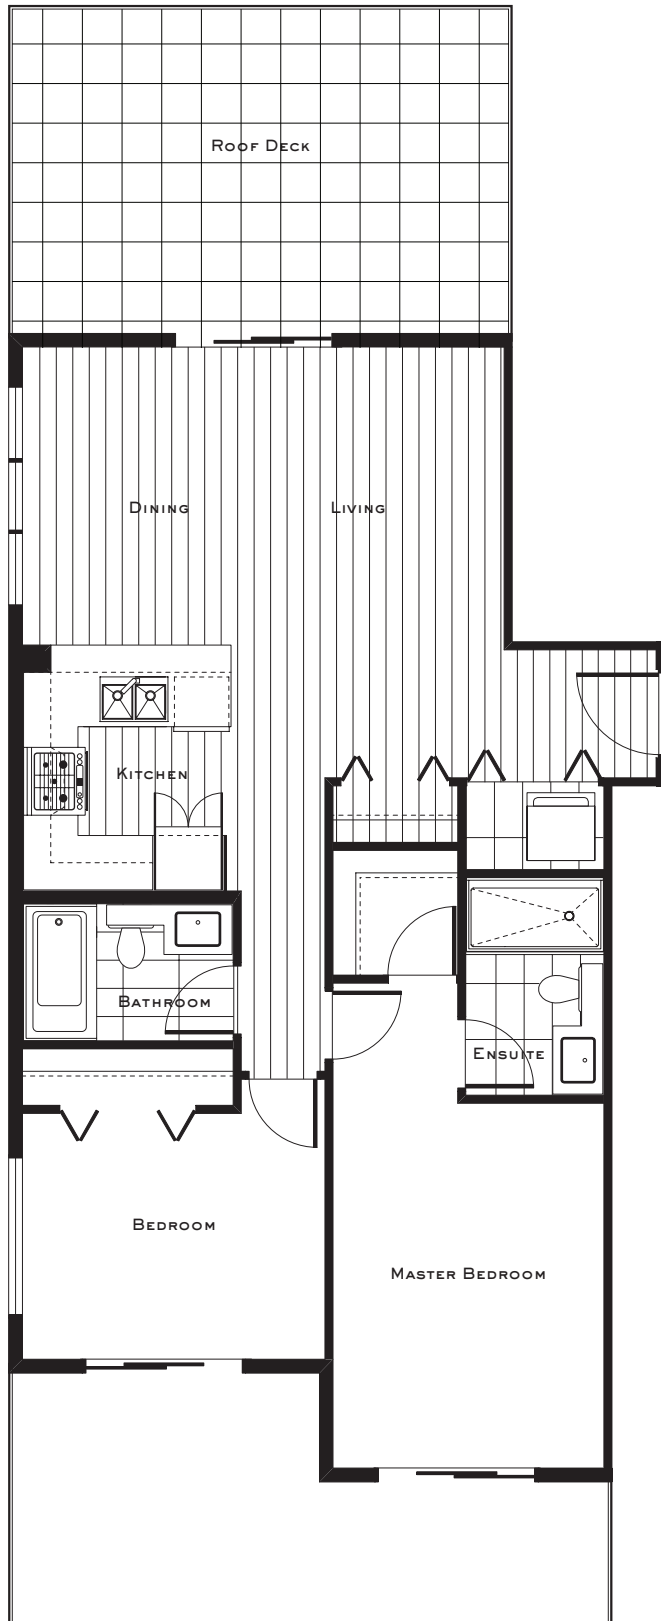 Roof Deck
Dining
Living
Kitchen
Bathroom
Ensuite
Bedroom
Master Bedroom